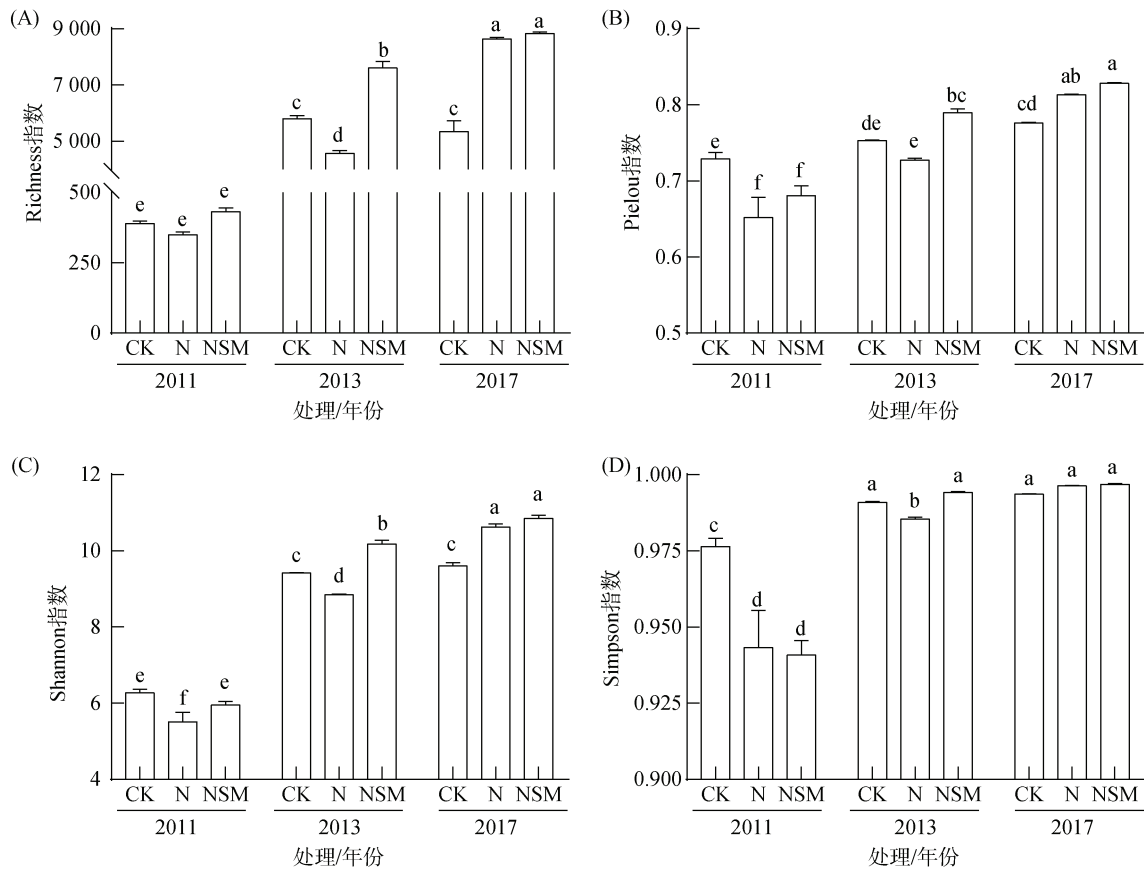 (A)
Richness指数
9 000
7 000
5 000
500
250
0
e e e c d b c a a
CK N NSM CK N NSM CK N NSM
2011 2013 2017
处理/年份
(B)
Pielou指数
0.9
0.8
0.7
0.6
0.5
e f f de e bc cd ab a
CK N NSM CK N NSM CK N NSM
2011 2013 2017
处理/年份
(C)
Shannon指数
12
10
8
6
4
e f e c d b c a a
CK N NSM CK N NSM CK N NSM
2011 2013 2017
处理/年份
(D)
Simpson指数
1.000
0.975
0.950
0.925
0.900
c d d a b a a a a
CK N NSM CK N NSM CK N NSM
2011 2013 2017
处理/年份